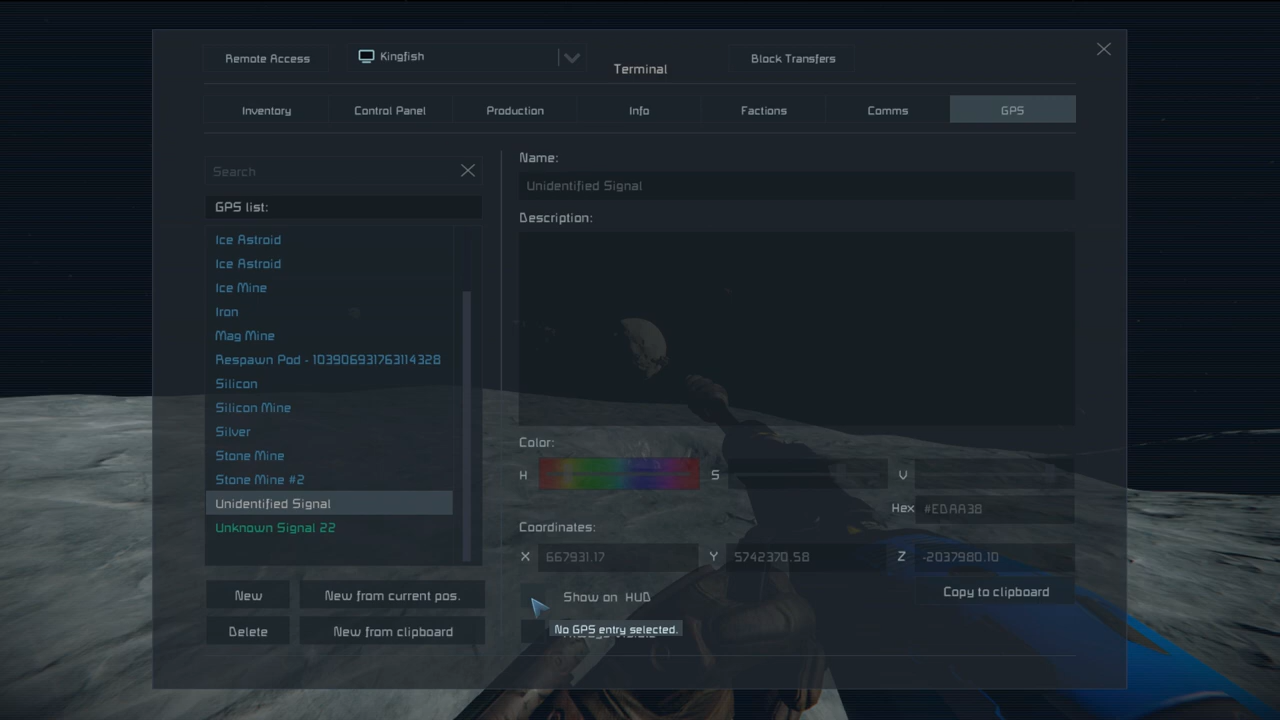 Remote Access
Kingfish
Block Transfers
Terminal
Inventory
Control Panel
Production
Info
Factions
Comms
GPS
Search
GPS list:
Ice Astroid
Ice Astroid
Ice Mine
Iron
Mag Mine
Respawn Pod - 103906931763114328
Silicon
Silicon Mine
Silver
Stone Mine
Stone Mine #2
Unidentified Signal
Unknown Signal 22
New
New from current pos.
Delete
New from clipboard
Name:
Unidentified Signal
Description:
Color:
H
S
V
Hex #EDAA38
Coordinates:
X 667931.17
Y 5742370.58
Z -2037980.10
Show on HUD
Copy to clipboard
No GPS entry selected.